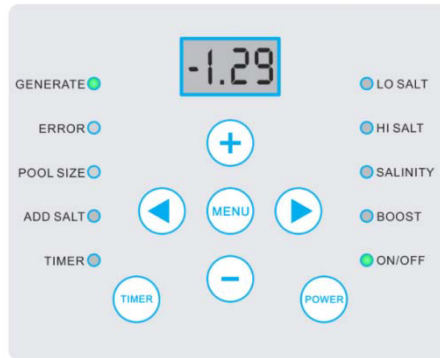 -1.29
GENERATE
ERROR
POOL SIZE
ADD SALT
TIMER
+
MENU
−
TIMER
POWER
LO SALT
HI SALT
SALINITY
BOOST
ON/OFF